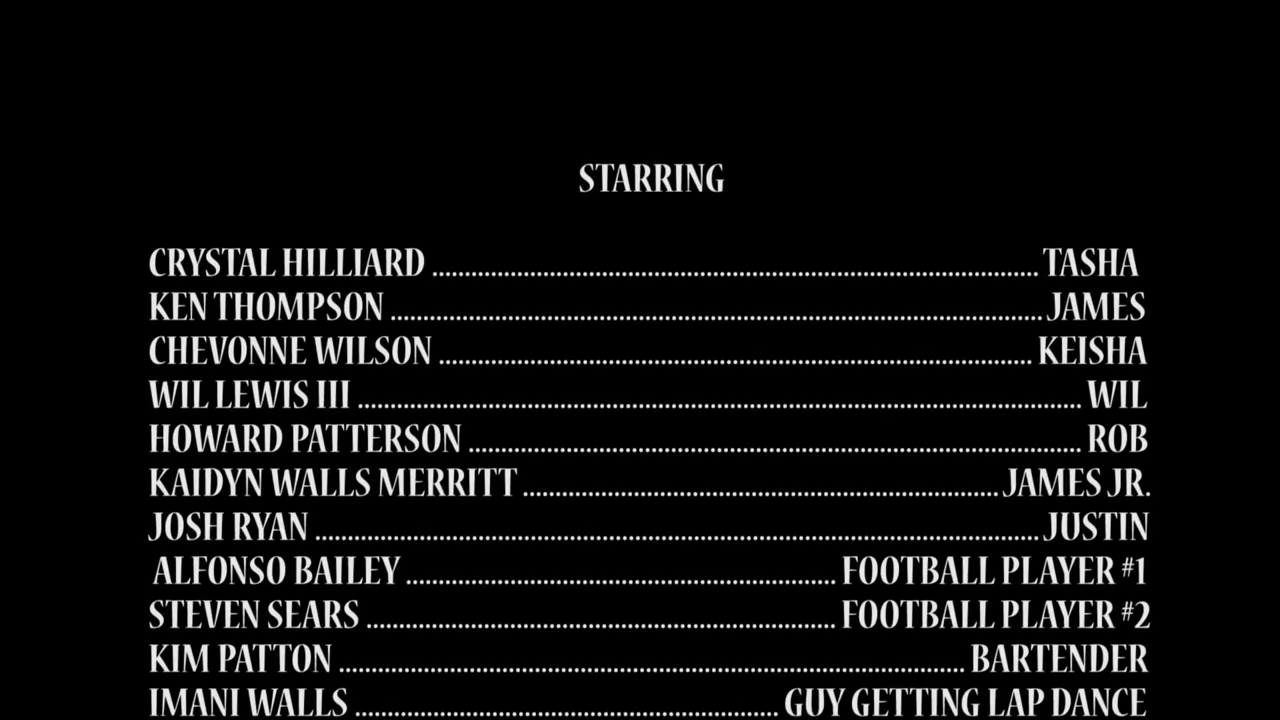 STARRING
CRYSTAL HILLIARD ........................................................................... TASHA
KEN THOMPSON ................................................................................. JAMES
CHEVONNE WILSON ......................................................................... KEISHA
WIL LEWIS III .......................................................................................... WIL
HOWARD PATTERSON ............................................................................ ROB
KAIDYN WALLS MERRITT ........................................................... JAMES JR.
JOSH RYAN .......................................................................................... JUSTIN
ALFONSO BAILEY ..................................................... FOOTBALL PLAYER #1
STEVEN SEARS .......................................................... FOOTBALL PLAYER #2
KIM PATTON .............................................................................. BARTENDER
IMANI WALLS .................................................... GUY GETTING LAP DANCE